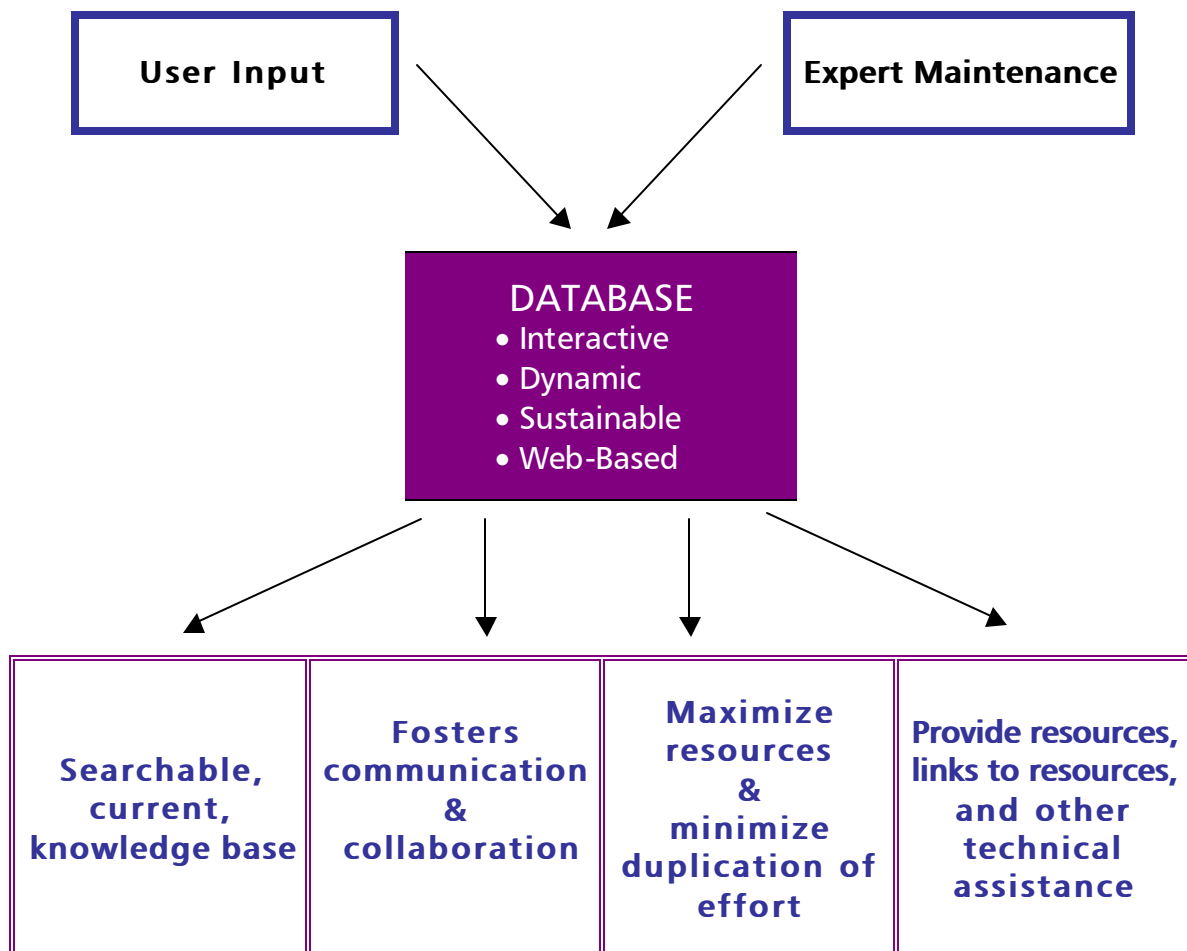 User Input
Expert Maintenance
DATABASE
• Interactive
• Dynamic
• Sustainable
• Web-Based
Searchable,
current,
knowledge base
Fosters
communication
&
collaboration
Maximize
resources
&
minimize
duplication of
effort
Provide resources,
links to resources,
and other
technical
assistance